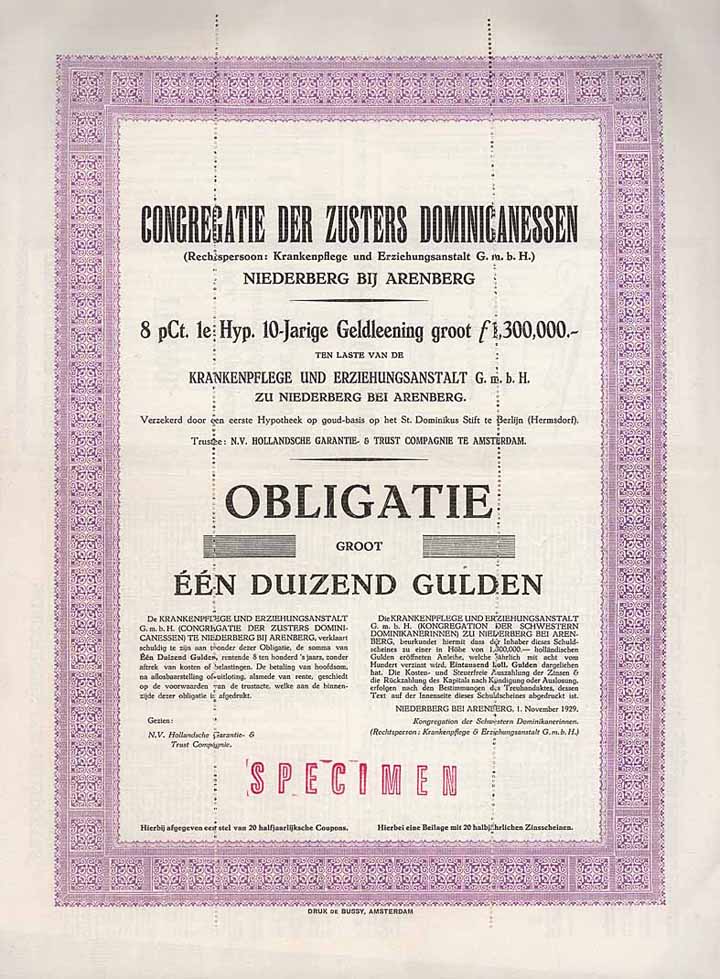 CONGREGATIE DER ZUSTERS DOMINICANESSEN
(Rechtspersoon: Krankenpflege und Erziehungsanstalt G. m. b. H.)
NIEDERBERG BIJ ARENBERG
8 pCt. 1e Hyp. 10-Jarige Geldleening groot ƒ 1,300,000.-
TEN LASTE VAN DE
KRANKENPFLEGE UND ERZIEHUNGSANSTALT G. m. b. H.
ZU NIEDERBERG BEI ARENBERG.
Verzekerd door een eerste Hypotheek op goud-basis op het St. Dominikus Stift te Berlijn (Hermsdorf).
Trustee: N.V. HOLLANDSCHE GARANTIE- & TRUST COMPAGNIE TE AMSTERDAM.
OBLIGATIE
GROOT
ÉÉN DUIZEND GULDEN
De KRANKENPFLEGE UND ERZIEHUNGSANSTALT
G. m. b. H. (CONGREGATIE DER ZUSTERS DOMINI-
CANESSEN) TE NIEDERBERG BIJ ARENBERG, verklaart
schuldig te zijn aan toonder dezer Obligatie, de somma van
Één Duizend Gulden, rentende 8 ten honderd 's jaars, zonder
aftrek van kosten of belastingen. De betaling van hoofdsom,
na aflosbaarstelling of uitloting, alsmede van rente, geschiedt
op de voorwaarden van de trustacte, welke aan de binnen-
zijde dezer obligatie is afgedrukt.
Gezien:
N.V. Hollandsche Garantie- &
Trust Compagnie.
Die KRANKENPFLEGE UND ERZIEHUNGSANSTALT
G. m. b. H. (KONGREGATION DER SCHWESTERN
DOMINIKANERINNEN) ZU NIEDERBERG BEI AREN-
BERG, beurkundet hiermit dass der Inhaber dieses Schuld-
scheines zu einer in Höhe von 1,300,000.— holländischen
Gulden eröffneten Anleihe, welche jährlich mit acht vom
Hundert verzinst wird, Eintausend holl. Gulden dargeliehen
hat. Die Kosten- und Steuerfreie Auszahlung der Zinsen &
die Rückzahlung des Kapitals nach Kündigung oder Auslosung,
erfolgen nach den Bestimmungen des Treuhandaktes, dessen
Text auf der Innenseite dieses Schuldscheines abgedruckt ist.
NIEDERBERG BEI ARENBERG, 1. November 1929.
Kongregation der Schwestern Dominikanerinnen.
(Rechtsperson: Krankenpflege & Erziehungsanstalt G.m.b.H.)
SPECIMEN
Hierbij afgegeven een stel van 20 halfjaarlijksche Coupons.
Hierbei eine Beilage mit 20 halbjährlichen Zinsscheinen.
DRUK DE BUSSY, AMSTERDAM